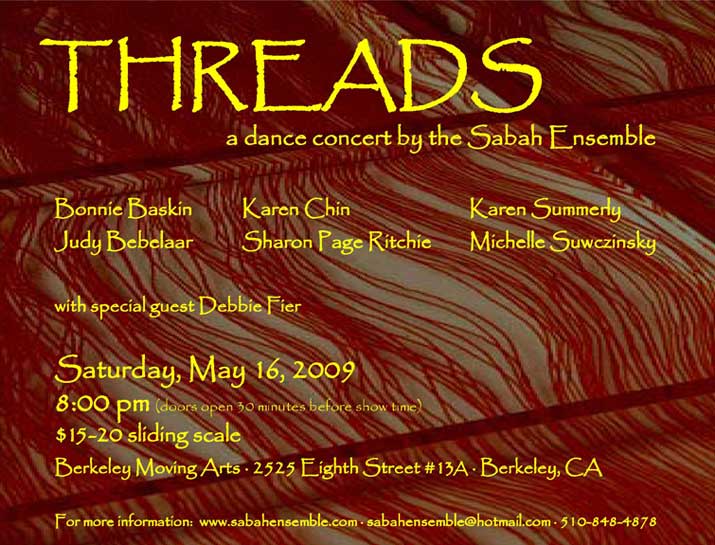 THREADS
a dance concert by the Sabah Ensemble
Bonnie Baskin Karen Chin Karen Summerly
Judy Bebelaar Sharon Page Ritchie Michelle Suwczinsky
with special guest Debbie Fier
Saturday, May 16, 2009
8:00 pm (doors open 30 minutes before show time)
$15-20 sliding scale
Berkeley Moving Arts · 2525 Eighth Street #13A · Berkeley, CA
For more information: www.sabahensemble.com · sabahensemble@hotmail.com · 510-848-4878